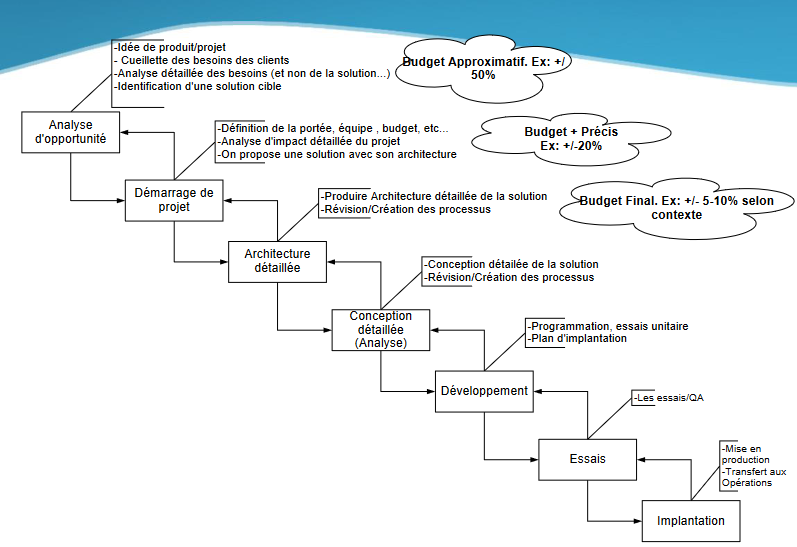 -Idée de produit/projet
- Cueillette des besoins des clients
-Analyse détaillée des besoins (et non de la solution...)
-Identification d'une solution cible
Budget Approximatif. Ex: +/
50%
Analyse
d'opportunité
-Définition de la portée, équipe , budget, etc...
-Analyse d'impact détaillée du projet
-On propose une solution avec son architecture
Budget + Précis
Ex: +/-20%
Démarrage de
projet
-Produire Architecture détaillée de la solution
-Révision/Création des processus
Budget Final. Ex: +/- 5-10% selon
contexte
Architecture
détaillée
-Conception détailée de la solution
-Révision/Création des processus
Conception
détaillée
(Analyse)
-Programmation, essais unitaire
-Plan d'implantation
Développement
-Les essais/QA
Essais
-Mise en
production
-Transfert aux
Opérations
Implantation